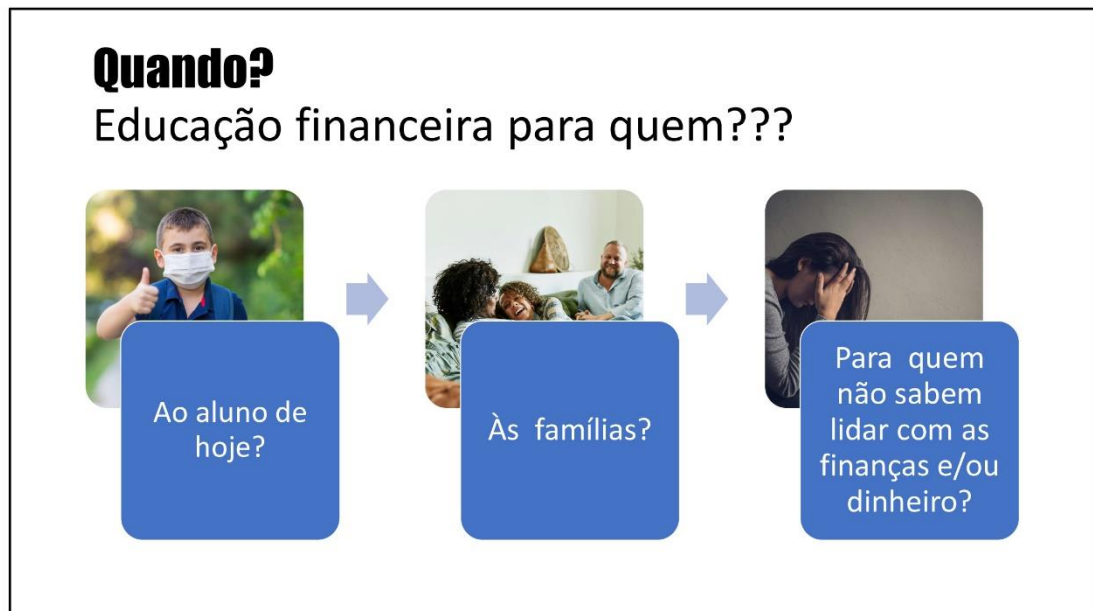 Quando?
Educação financeira para quem???
Ao aluno de
hoje?
Às famílias?
Para quem
não sabem
lidar com as
finanças e/ou
dinheiro?